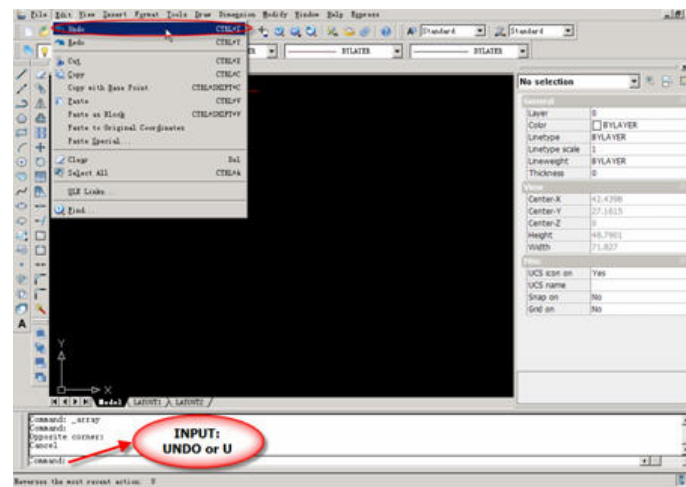 File Edit View Insert Format Tools Draw Dimension Modify Window Help Express
Undo CTRL+Z
Redo CTRL+Y
Cut CTRL+X
Copy CTRL+C
Copy with Base Point CTRL+SHIFT+C
Paste CTRL+V
Paste as Block CTRL+SHIFT+V
Paste to Original Coordinates
Paste Special...
Clear Del
Select All CTRL+A
OLE Links...
Find...
Standard Standard
BYLAYER BYLAYER
No selection
General
Layer 0
Color BYLAYER
Linetype BYLAYER
Linetype scale 1
Lineweight BYLAYER
Thickness 0
View
Center-X 42.4398
Center-Y 27.1615
Center-Z 0
Height 48.7901
Width 71.827
Misc
UCS icon on Yes
UCS name
Snap on No
Grid on No
A
Y
X
Model LAYOUT1 LAYOUT2
Command: _array
Command:
Opposite corner:
Cancel
Command:
INPUT:
UNDO or U
Reverses the most recent action: U